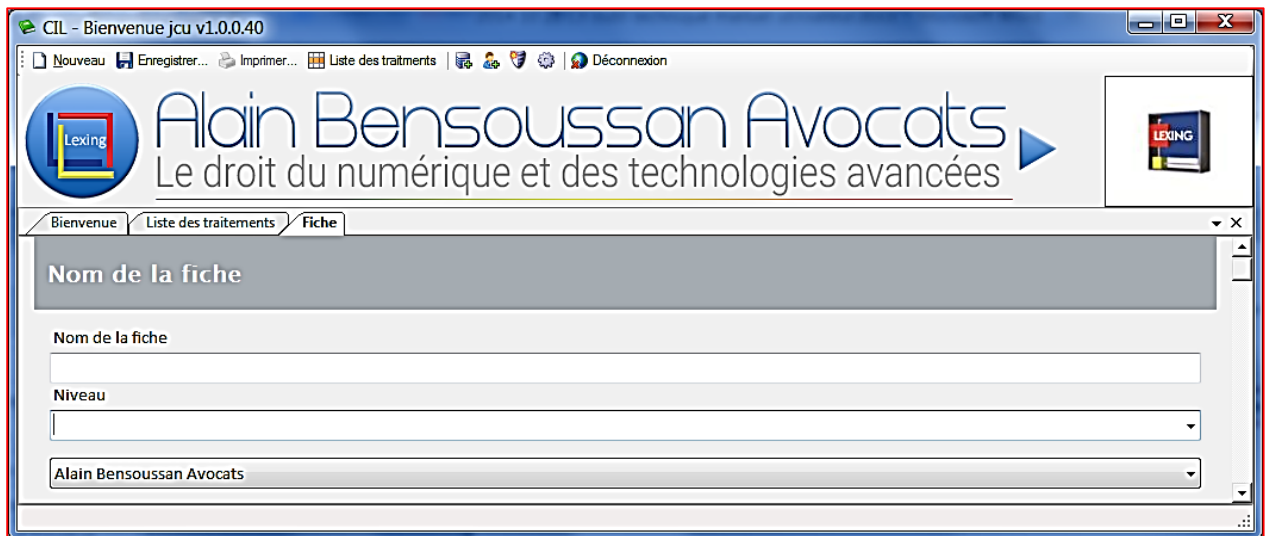 CIL - Bienvenue jcu v1.0.0.40
Nouveau Enregistrer... Imprimer... Liste des traitments Déconnexion
Lexing
Alain Bensoussan Avocats
Le droit du numérique et des technologies avancées
LEXING
Bienvenue Liste des traitements Fiche
Nom de la fiche
Nom de la fiche
Niveau
Alain Bensoussan Avocats